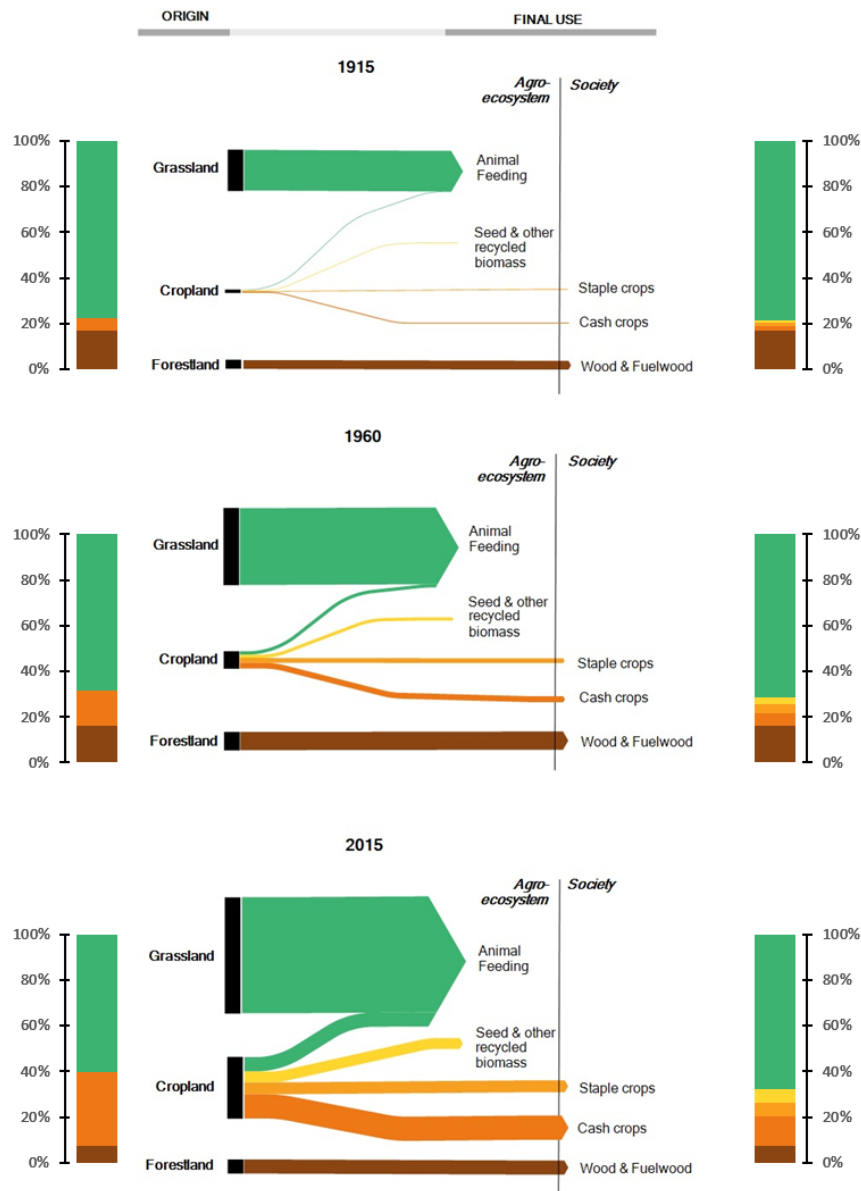 ORIGIN
FINAL USE
1915
Agro-
ecosystem
Society
100%
80%
60%
40%
20%
0%
Grassland
Cropland
Forestland
Animal
Feeding
Seed & other
recycled
biomass
Staple crops
Cash crops
Wood & Fuelwood
100%
80%
60%
40%
20%
0%
1960
Agro-
ecosystem
Society
100%
80%
60%
40%
20%
0%
Grassland
Cropland
Forestland
Animal
Feeding
Seed & other
recycled
biomass
Staple crops
Cash crops
Wood & Fuelwood
100%
80%
60%
40%
20%
0%
2015
Agro-
ecosystem
Society
100%
80%
60%
40%
20%
0%
Grassland
Cropland
Forestland
Animal
Feeding
Seed & other
recycled
biomass
Staple crops
Cash crops
Wood & Fuelwood
100%
80%
60%
40%
20%
0%